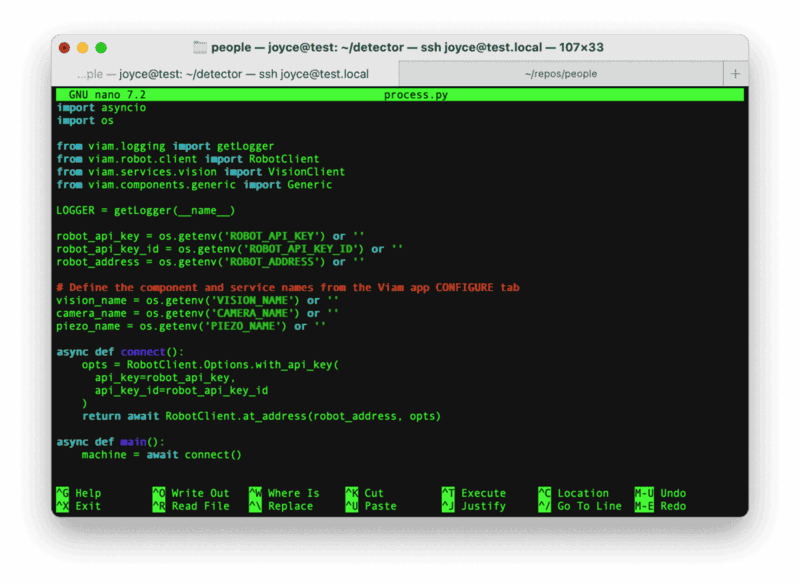 people — joyce@test: ~/detector — ssh joyce@test.local — 107×33
...ple — joyce@test: ~/detector — ssh joyce@test.local ~/repos/people +
GNU nano 7.2 process.py
import asyncio
import os
from viam.logging import getLogger
from viam.robot.client import RobotClient
from viam.services.vision import VisionClient
from viam.components.generic import Generic
LOGGER = getLogger(__name__)
robot_api_key = os.getenv('ROBOT_API_KEY') or ''
robot_api_key_id = os.getenv('ROBOT_API_KEY_ID') or ''
robot_address = os.getenv('ROBOT_ADDRESS') or ''
# Define the component and service names from the Viam app CONFIGURE tab
vision_name = os.getenv('VISION_NAME') or ''
camera_name = os.getenv('CAMERA_NAME') or ''
piezo_name = os.getenv('PIEZO_NAME') or ''
async def connect():
    opts = RobotClient.Options.with_api_key(
      api_key=robot_api_key,
      api_key_id=robot_api_key_id
    )
    return await RobotClient.at_address(robot_address, opts)
async def main():
    machine = await connect()
^G Help ^O Write Out ^W Where Is ^K Cut ^T Execute ^C Location M-U Undo
^X Exit ^R Read File ^\ Replace ^U Paste ^J Justify ^/ Go To Line M-E Redo